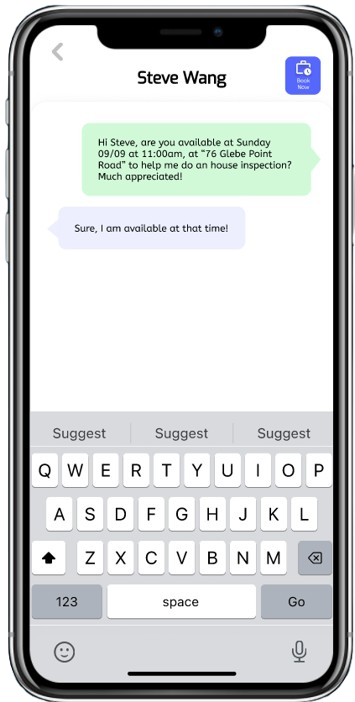 Steve Wang
Book
Now
Hi Steve, are you available at Sunday
09/09 at 11:00am, at “76 Glebe Point
Road” to help me do an house inspection?
Much appreciated!
Sure, I am available at that time!
Suggest Suggest Suggest
Q W E R T Y U I O P
A S D F G H J K L
Z X C V B N M
123 space Go